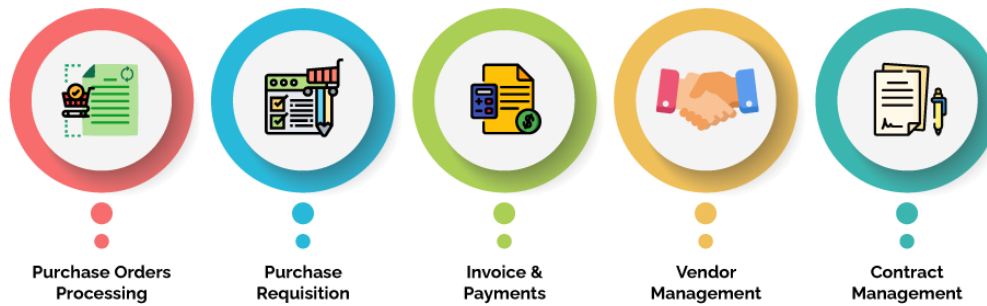 Purchase Orders
Processing
Purchase
Requisition
Invoice &
Payments
Vendor
Management
Contract
Management